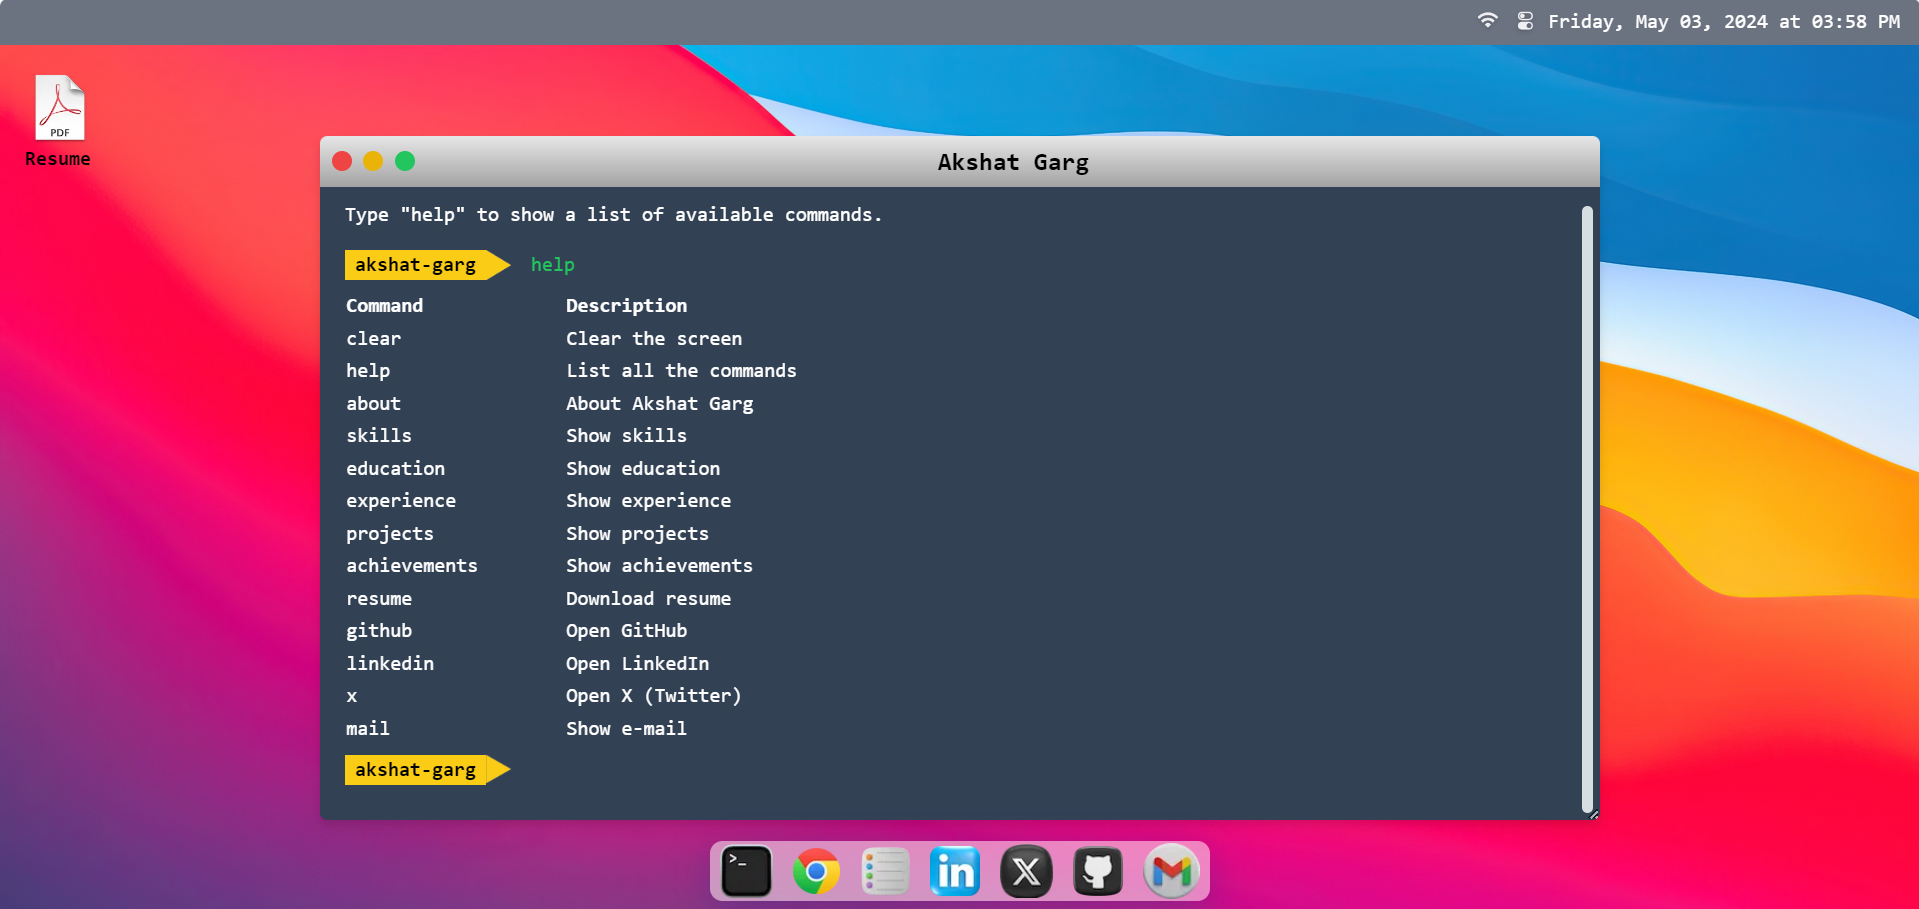 Friday, May 03, 2024 at 03:58 PM
PDF
Resume
Akshat Garg
Type "help" to show a list of available commands.
akshat-garg help
Command Description
clear Clear the screen
help List all the commands
about About Akshat Garg
skills Show skills
education Show education
experience Show experience
projects Show projects
achievements Show achievements
resume Download resume
github Open GitHub
linkedin Open LinkedIn
x Open X (Twitter)
mail Show e-mail
akshat-garg
>_ in X